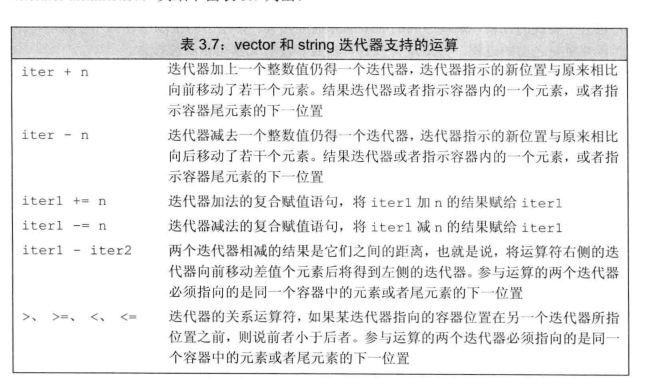 表 3.7：vector 和 string 迭代器支持的运算
iter + n 迭代器加上一个整数值仍得一个迭代器，迭代器指示的新位置与原来相比
向前移动了若干个元素。结果迭代器或者指示容器内的一个元素，或者指
示容器尾元素的下一位置
iter - n 迭代器减去一个整数值仍得一个迭代器，迭代器指示的新位置与原来相比
向后移动了若干个元素。结果迭代器或者指示容器内的一个元素，或者指
示容器尾元素的下一位置
iter1 += n 迭代器加法的复合赋值语句，将 iter1 加 n 的结果赋给 iter1
iter1 -= n 迭代器减法的复合赋值语句，将 iter1 减 n 的结果赋给 iter1
iter1 - iter2 两个迭代器相减的结果是它们之间的距离，也就是说，将运算符右侧的迭
代器向前移动差值个元素后将得到左侧的迭代器。参与运算的两个迭代器
必须指向的是同一个容器中的元素或者尾元素的下一位置
>、 >=、 <、 <= 迭代器的关系运算符，如果某迭代器指向的容器位置在另一个迭代器所指
位置之前，则说前者小于后者。参与运算的两个迭代器必须指向的是同一
个容器中的元素或者尾元素的下一位置